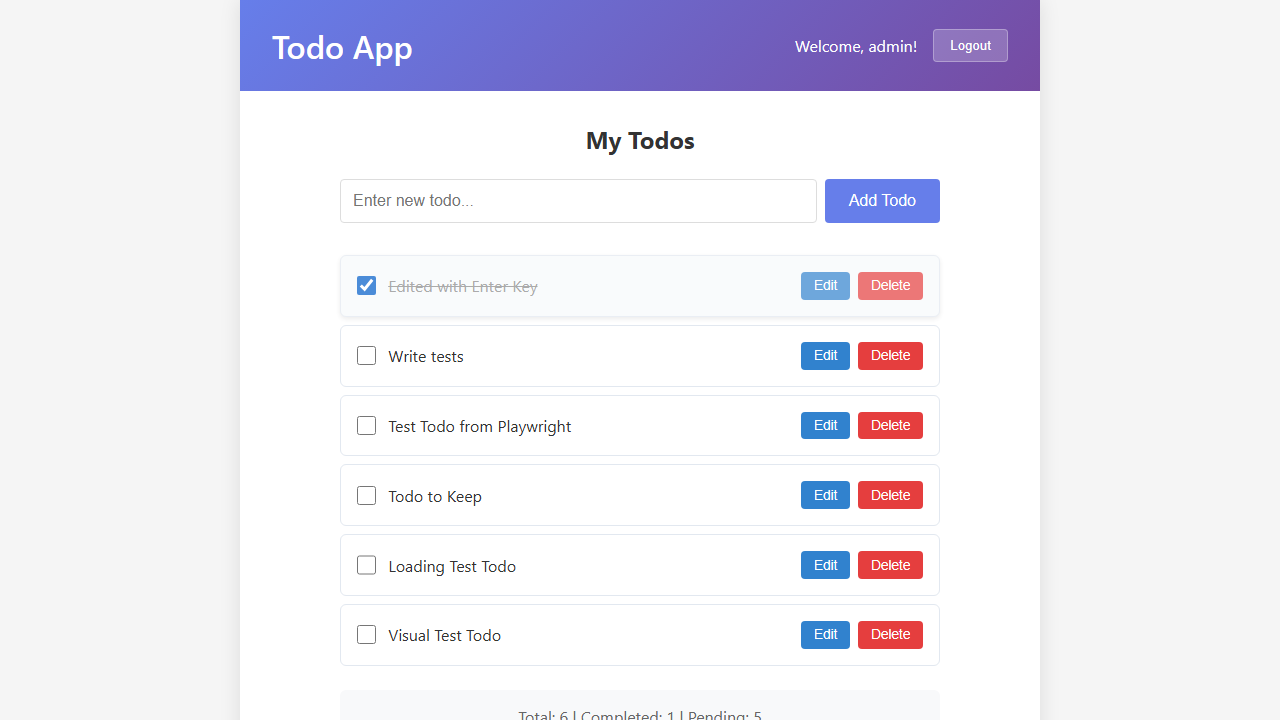 Todo App
Welcome, admin! Logout
My Todos
Enter new todo... Add Todo
Edited with Enter Key Edit Delete
Write tests Edit Delete
Test Todo from Playwright Edit Delete
Todo to Keep Edit Delete
Loading Test Todo Edit Delete
Visual Test Todo Edit Delete
Total: 6 | Completed: 1 | Pending: 5